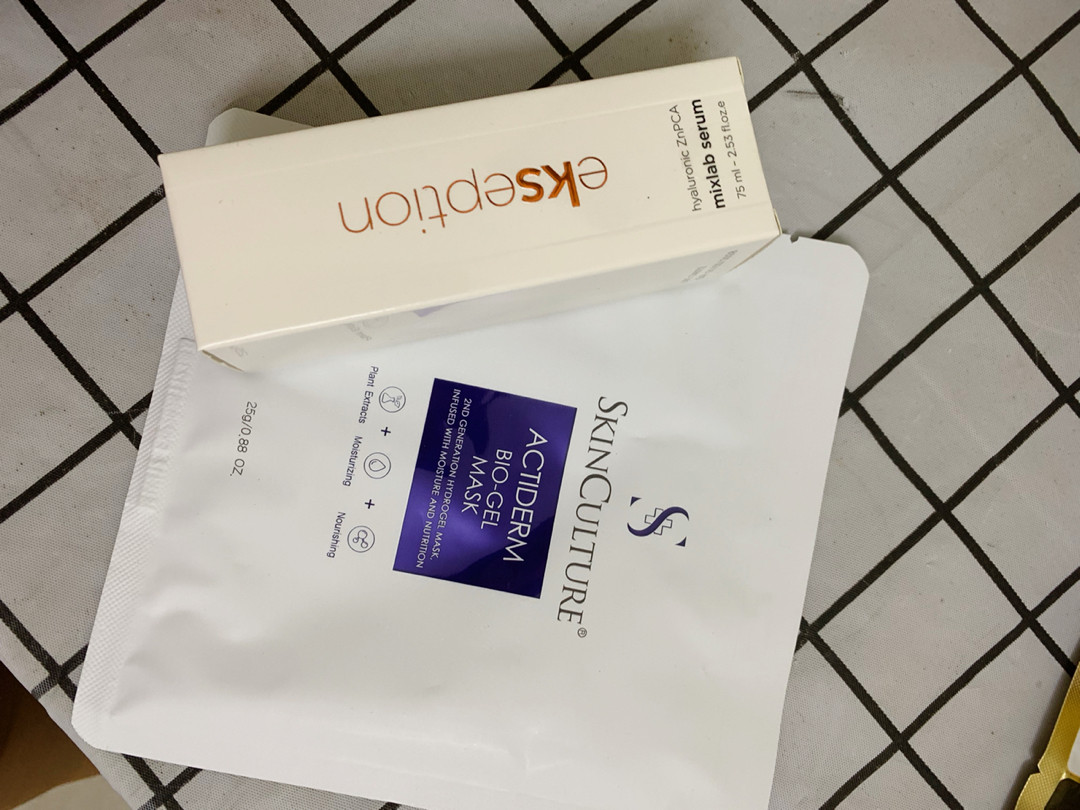 ekseption
hyaluronic ZnPCA
mixlab serum
75 ml - 2.53 fl.oz.e
SKINCULTURE®
ACTIDERM
BIO-GEL
MASK
2ND GENERATION HYDROGEL MASK,
INFUSED WITH MOISTURE AND NUTRITION
Plant Extracts + Moisturizing + Nourishing
25g/0.88 OZ.